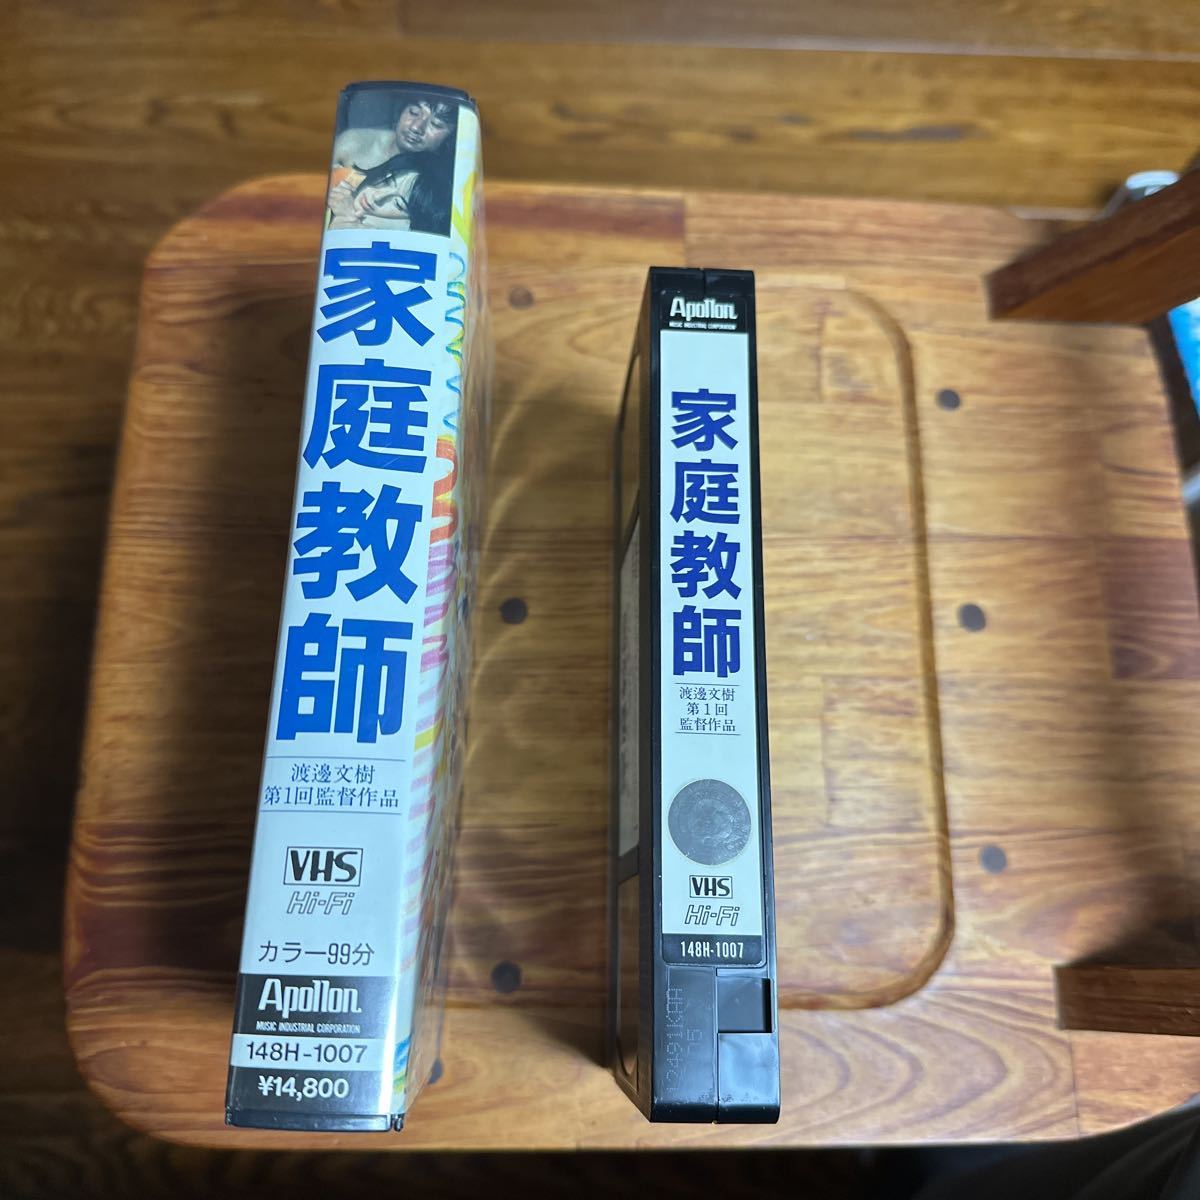 家庭教師
渡邊文樹
第1回監督作品
VHS
Hi-Fi
カラー99分
Apollon
MUSIC INDUSTRIAL CORPORATION
148H-1007
¥14,800
Apollon
MUSIC INDUSTRIAL CORPORATION
家庭教師
渡邊文樹
第1回
監督作品
VHS
Hi-Fi
148H-1007